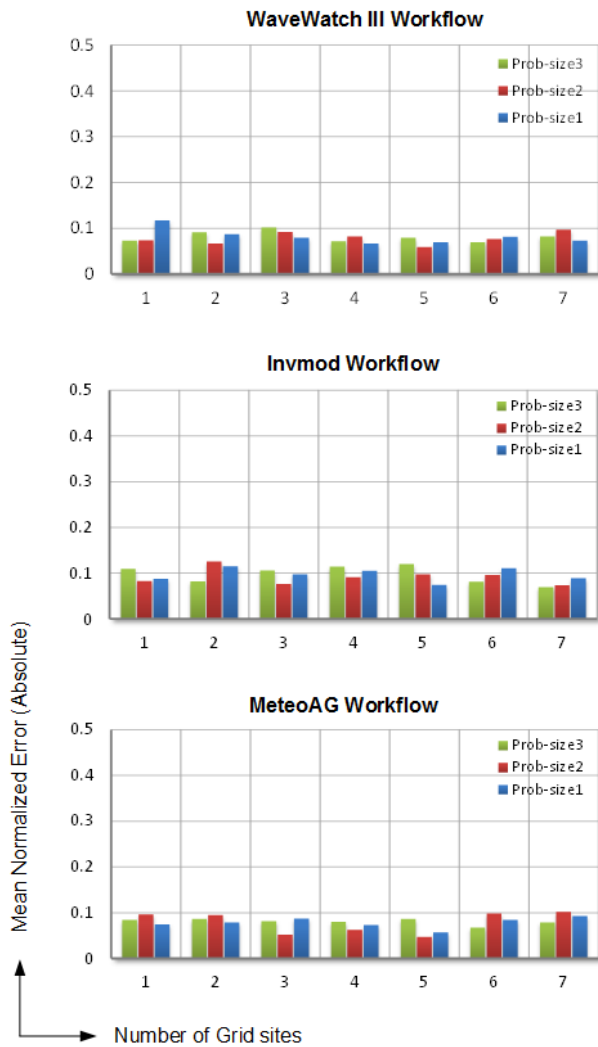 WaveWatch III Workflow
0.5
0.4
0.3
0.2
0.1
0
Prob-size3
Prob-size2
Prob-size1
1 2 3 4 5 6 7
Invmod Workflow
0.5
0.4
0.3
0.2
0.1
0
Prob-size3
Prob-size2
Prob-size1
1 2 3 4 5 6 7
MeteoAG Workflow
0.5
0.4
0.3
0.2
0.1
0
Prob-size3
Prob-size2
Prob-size1
1 2 3 4 5 6 7
Mean Normalized Error (Absolute)
Number of Grid sites